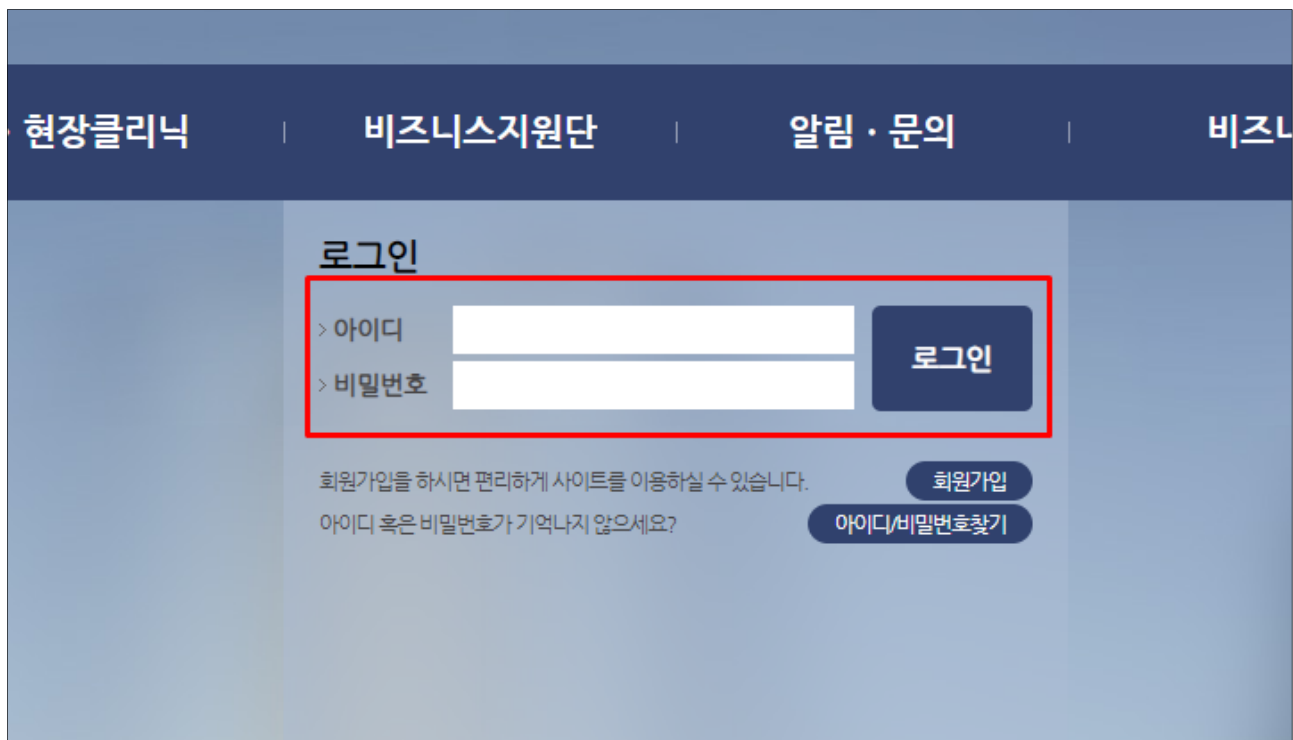 현장클리닉 비즈니스지원단 알림 · 문의 비즈니
로그인
> 아이디
> 비밀번호
로그인
회원가입을 하시면 편리하게 사이트를 이용하실 수 있습니다. 회원가입
아이디 혹은 비밀번호가 기억나지 않으세요? 아이디/비밀번호찾기